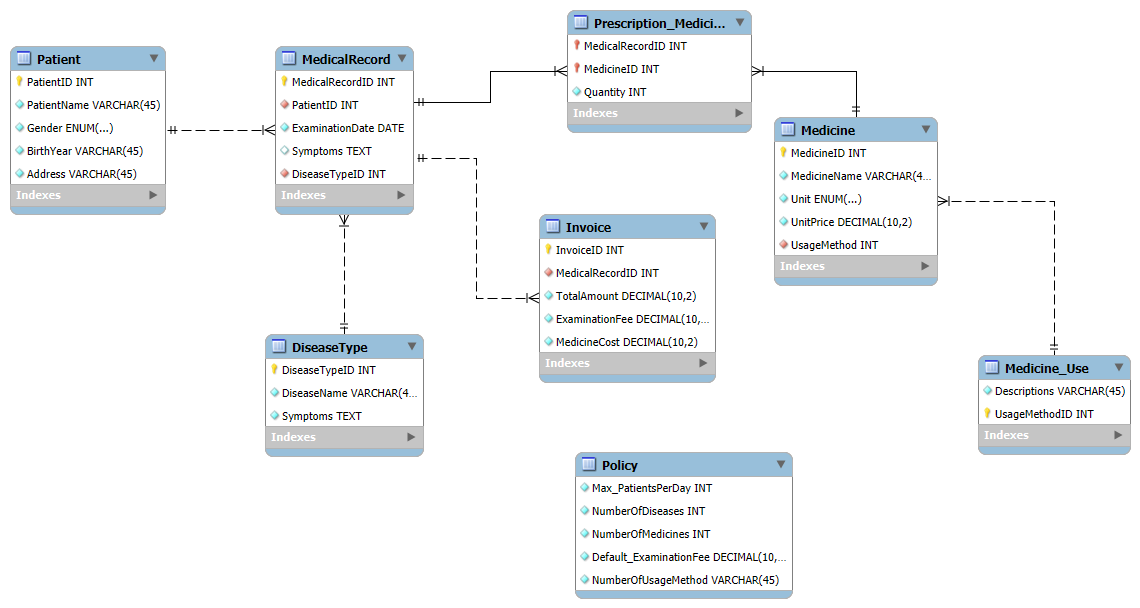 Patient
PatientID INT
PatientName VARCHAR(45)
Gender ENUM(...)
BirthYear VARCHAR(45)
Address VARCHAR(45)
Indexes
MedicalRecord
MedicalRecordID INT
PatientID INT
ExaminationDate DATE
Symptoms TEXT
DiseaseTypeID INT
Indexes
Prescription_Medici...
MedicalRecordID INT
MedicineID INT
Quantity INT
Indexes
Medicine
MedicineID INT
MedicineName VARCHAR(4...
Unit ENUM(...)
UnitPrice DECIMAL(10,2)
UsageMethod INT
Indexes
Invoice
InvoiceID INT
MedicalRecordID INT
TotalAmount DECIMAL(10,2)
ExaminationFee DECIMAL(10,...
MedicineCost DECIMAL(10,2)
Indexes
DiseaseType
DiseaseTypeID INT
DiseaseName VARCHAR(4...
Symptoms TEXT
Indexes
Medicine_Use
Descriptions VARCHAR(45)
UsageMethodID INT
Indexes
Policy
Max_PatientsPerDay INT
NumberOfDiseases INT
NumberOfMedicines INT
Default_ExaminationFee DECIMAL(10,...
NumberOfUsageMethod VARCHAR(45)